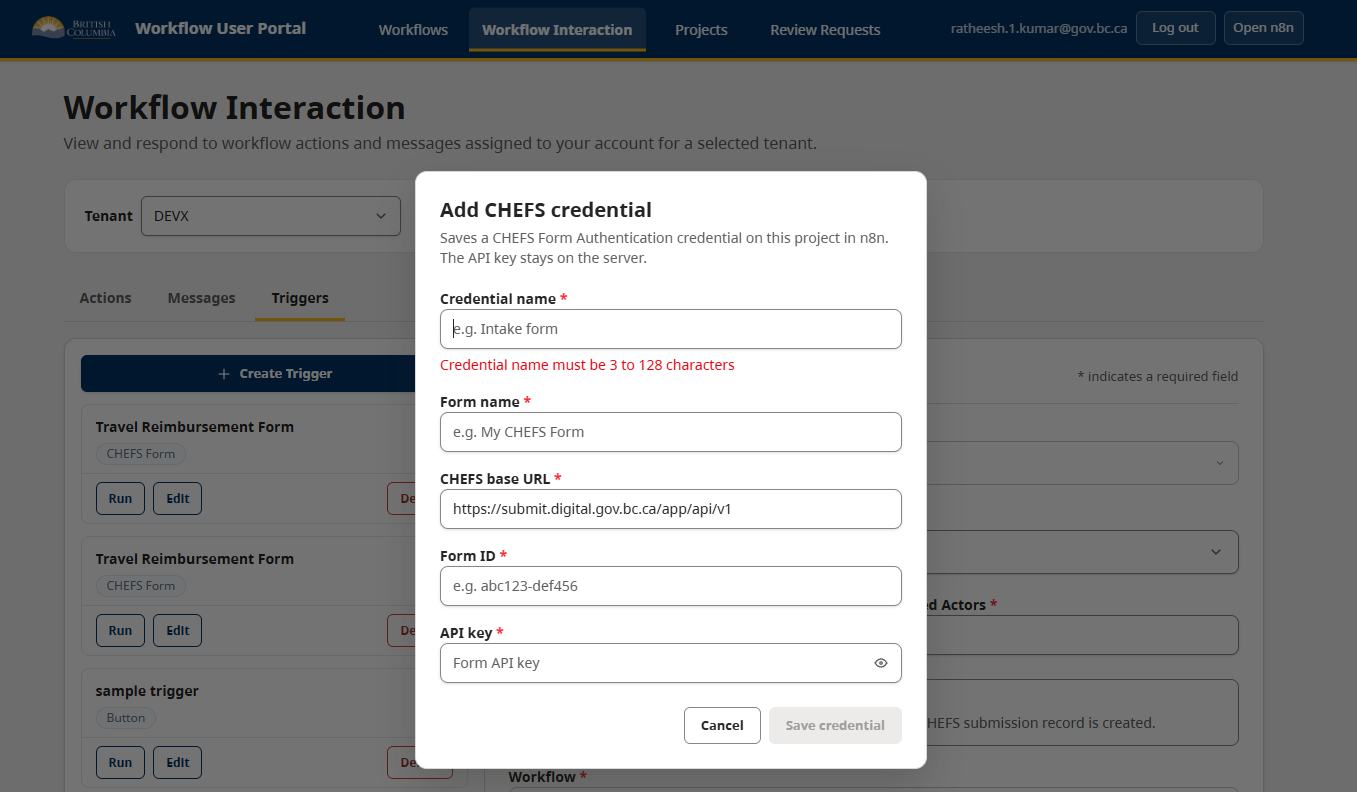 BRITISH
COLUMBIA
Workflow User Portal
Workflows
Workflow Interaction
Projects
Review Requests
ratheesh.1.kumar@gov.bc.ca
Log out
Open n8n
Workflow Interaction
View and respond to workflow actions and messages assigned to your account for a selected tenant.
Tenant
DEVX
Actions
Messages
Triggers
Create Trigger
* indicates a required field
Travel Reimbursement Form
CHEFS Form
Run
Edit
De
Travel Reimbursement Form
CHEFS Form
Run
Edit
De
sample trigger
Button
Run
Edit
De
Add CHEFS credential
Saves a CHEFS Form Authentication credential on this project in n8n.
The API key stays on the server.
Credential name *
e.g. Intake form
Credential name must be 3 to 128 characters
Form name *
e.g. My CHEFS Form
CHEFS base URL *
https://submit.digital.gov.bc.ca/app/api/v1
Form ID *
e.g. abc123-def456
API key *
Form API key
Cancel
Save credential
ed Actors *
HEFS submission record is created.
Workflow *